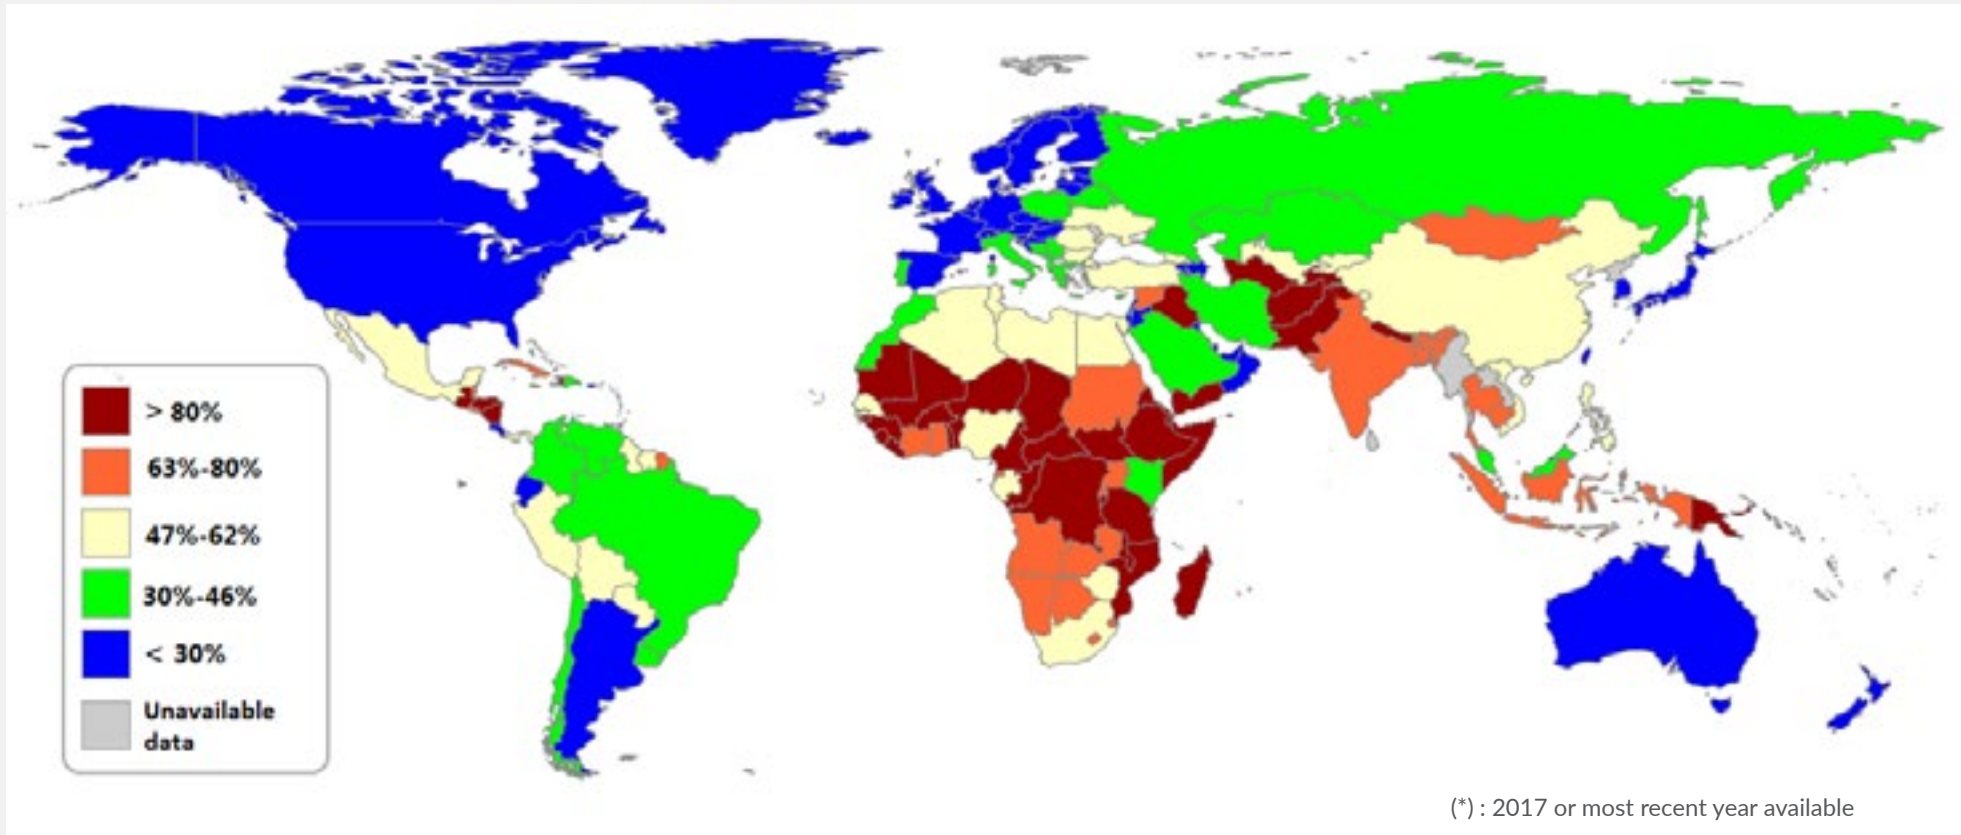 > 80%
63%-80%
47%-62%
30%-46%
< 30%
Unavailable
data
(*) : 2017 or most recent year available